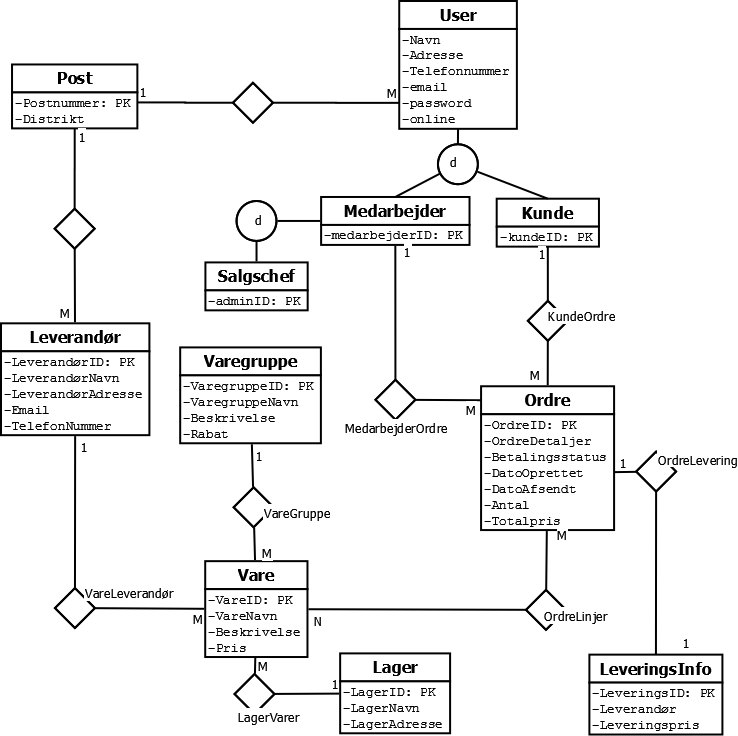 User
-Navn
-Adresse
-Telefonnummer
-email
-password
-online
Post
-Postnummer: PK
-Distrikt
1
M
1
d
d
Medarbejder
-medarbejderID: PK
1
Kunde
-kundeID: PK
1
Salgschef
-adminID: PK
KundeOrdre
M
M
Leverandør
-LeverandørID: PK
-LeverandørNavn
-LeverandørAdresse
-Email
-TelefonNummer
1
Varegruppe
-VaregruppeID: PK
-VaregruppeNavn
-Beskrivelse
-Rabat
1
MedarbejderOrdre
M
Ordre
-OrdreID: PK
-OrdreDetaljer
-Betalingsstatus
-DatoOprettet
-DatoAfsendt
-Antal
-Totalpris
M
1
OrdreLevering
VareGruppe
M
Vare
-VareID: PK
-VareNavn
-Beskrivelse
-Pris
VareLeverandør
M
N
OrdreLinjer
M
LagerVarer
1
Lager
-LagerID: PK
-LagerNavn
-LagerAdresse
1
LeveringsInfo
-LeveringsID: PK
-Leverandør
-Leveringspris